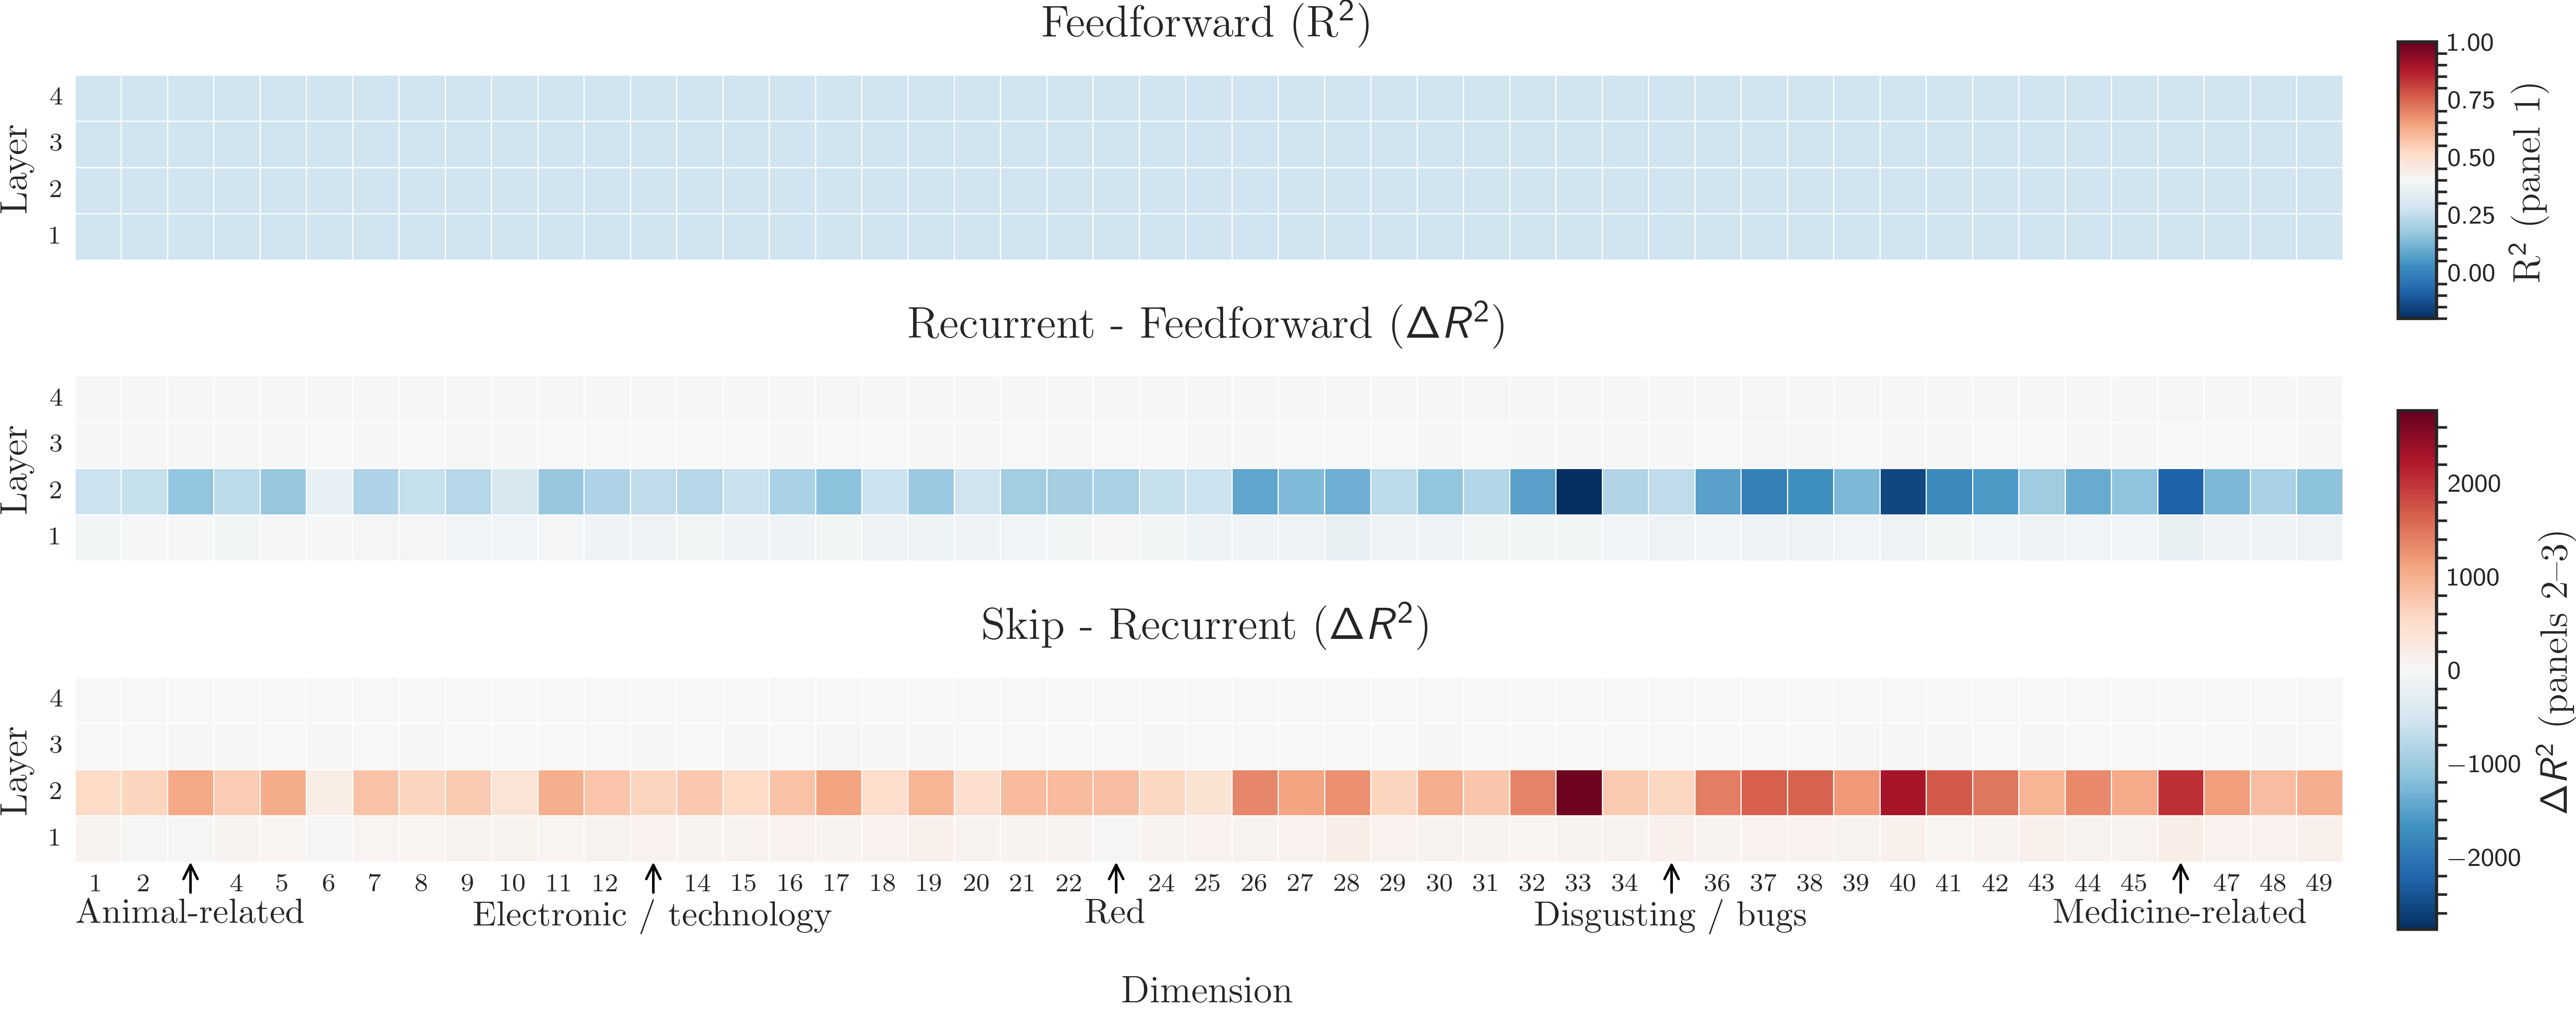 Feedforward (R²)
Layer
4
3
2
1
1.00
0.75
0.50
0.25
0.00
R² (panel 1)
Recurrent - Feedforward (ΔR²)
Layer
4
3
2
1
Skip - Recurrent (ΔR²)
Layer
4
3
2
1
2000
1000
0
−1000
−2000
ΔR² (panels 2–3)
1 2 4 5 6 7 8 9 10 11 12 14 15 16 17 18 19 20 21 22 24 25 26 27 28 29 30 31 32 33 34 36 37 38 39 40 41 42 43 44 45 47 48 49
Animal-related Electronic / technology Red Disgusting / bugs Medicine-related
Dimension